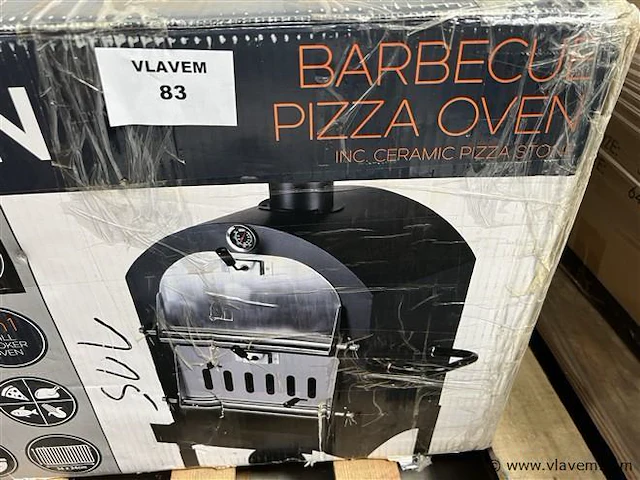 VLAVEM
83
BARBECUE
PIZZA OVEN
INC. CERAMIC PIZZA STONE
N
© www.vlavem.com